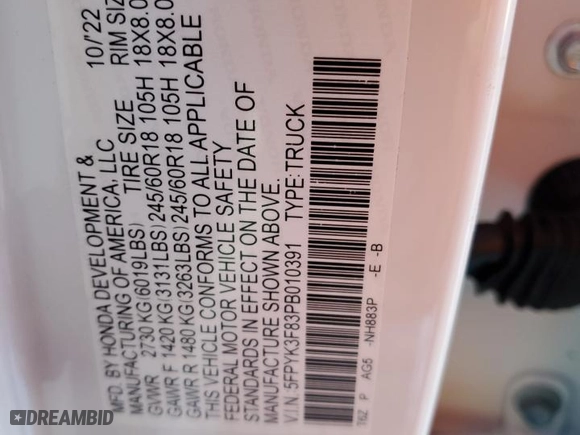 MFD. BY HONDA DEVELOPMENT & 10/'22
MANUFACTURING OF AMERICA, LLC
GVWR 2730 KG(6019LBS) TIRE SIZE RIM SIZ
GAWR F 1420 KG(3131LBS) 245/60R18 105H 18X8.0
GAWR R 1480 KG(3263LBS) 245/60R18 105H 18X8.0
THIS VEHICLE CONFORMS TO ALL APPLICABLE
FEDERAL MOTOR VEHICLE SAFETY
STANDARDS IN EFFECT ON THE DATE OF
MANUFACTURE SHOWN ABOVE.
V.I.N. 5FPYK3F83PB010391 TYPE:TRUCK
T6Z P AG5 -NH883P -E -B
DREAMBID